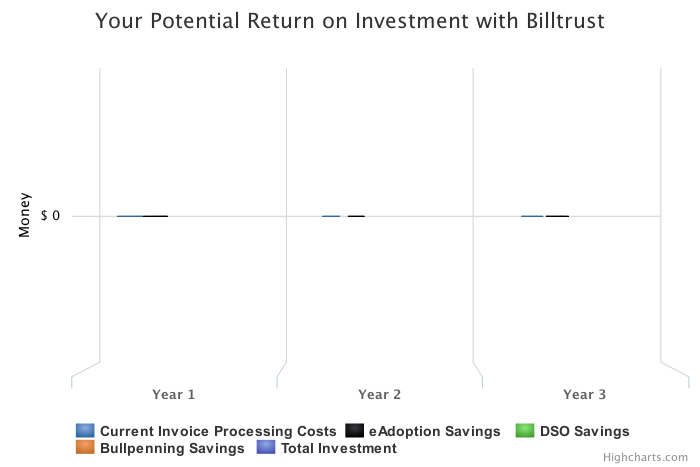 Your Potential Return on Investment with Billtrust
Money
$ 0
Year 1 Year 2 Year 3
Current Invoice Processing Costs eAdoption Savings DSO Savings
Bullpenning Savings Total Investment
Highcharts.com